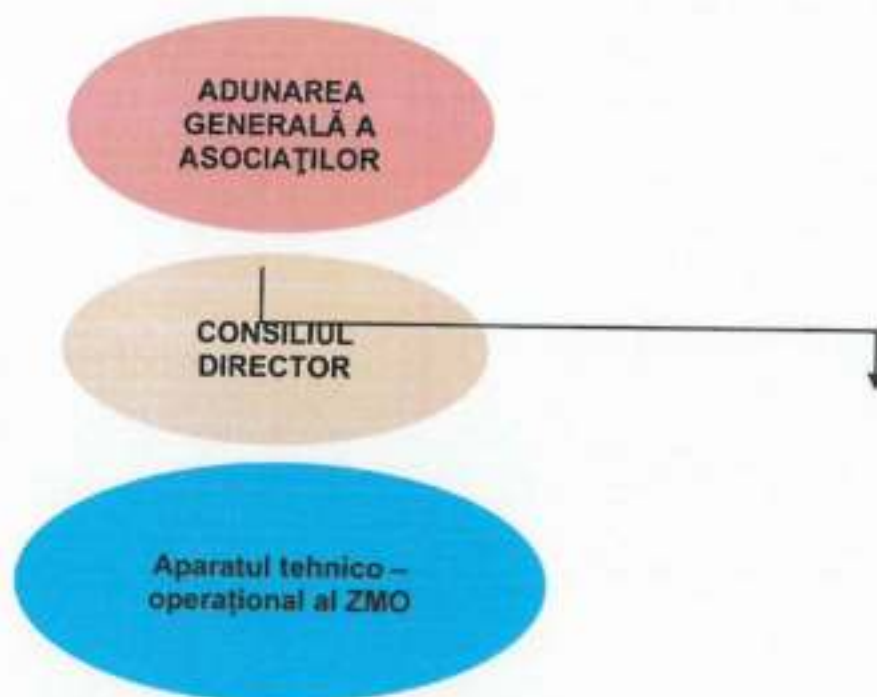 ADUNAREA
GENERALĂ A
ASOCIAŢILOR
CONSILIUL
DIRECTOR
Aparatul tehnico –
operațional al ZMO